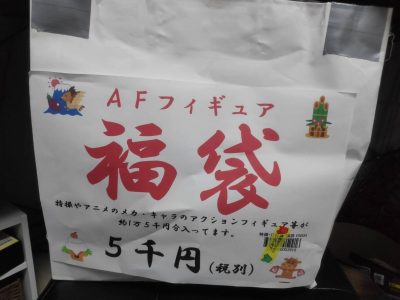 AFフィギュア
福袋
特撮やアニメのメカ・キャラのアクションフィギュア等が
約1万5千円合入ってます。
5千円(税別)